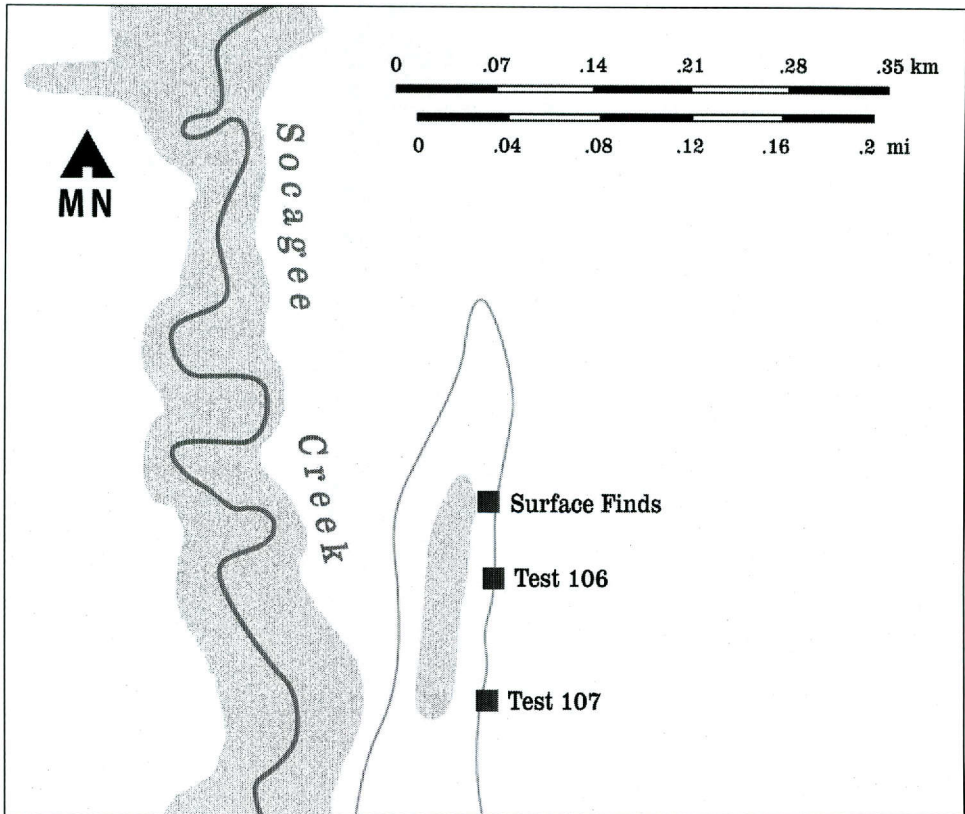 0 .07 .14 .21 .28 .35 km
0 .04 .08 .12 .16 .2 mi
MN
Socagee Creek
Surface Finds
Test 106
Test 107